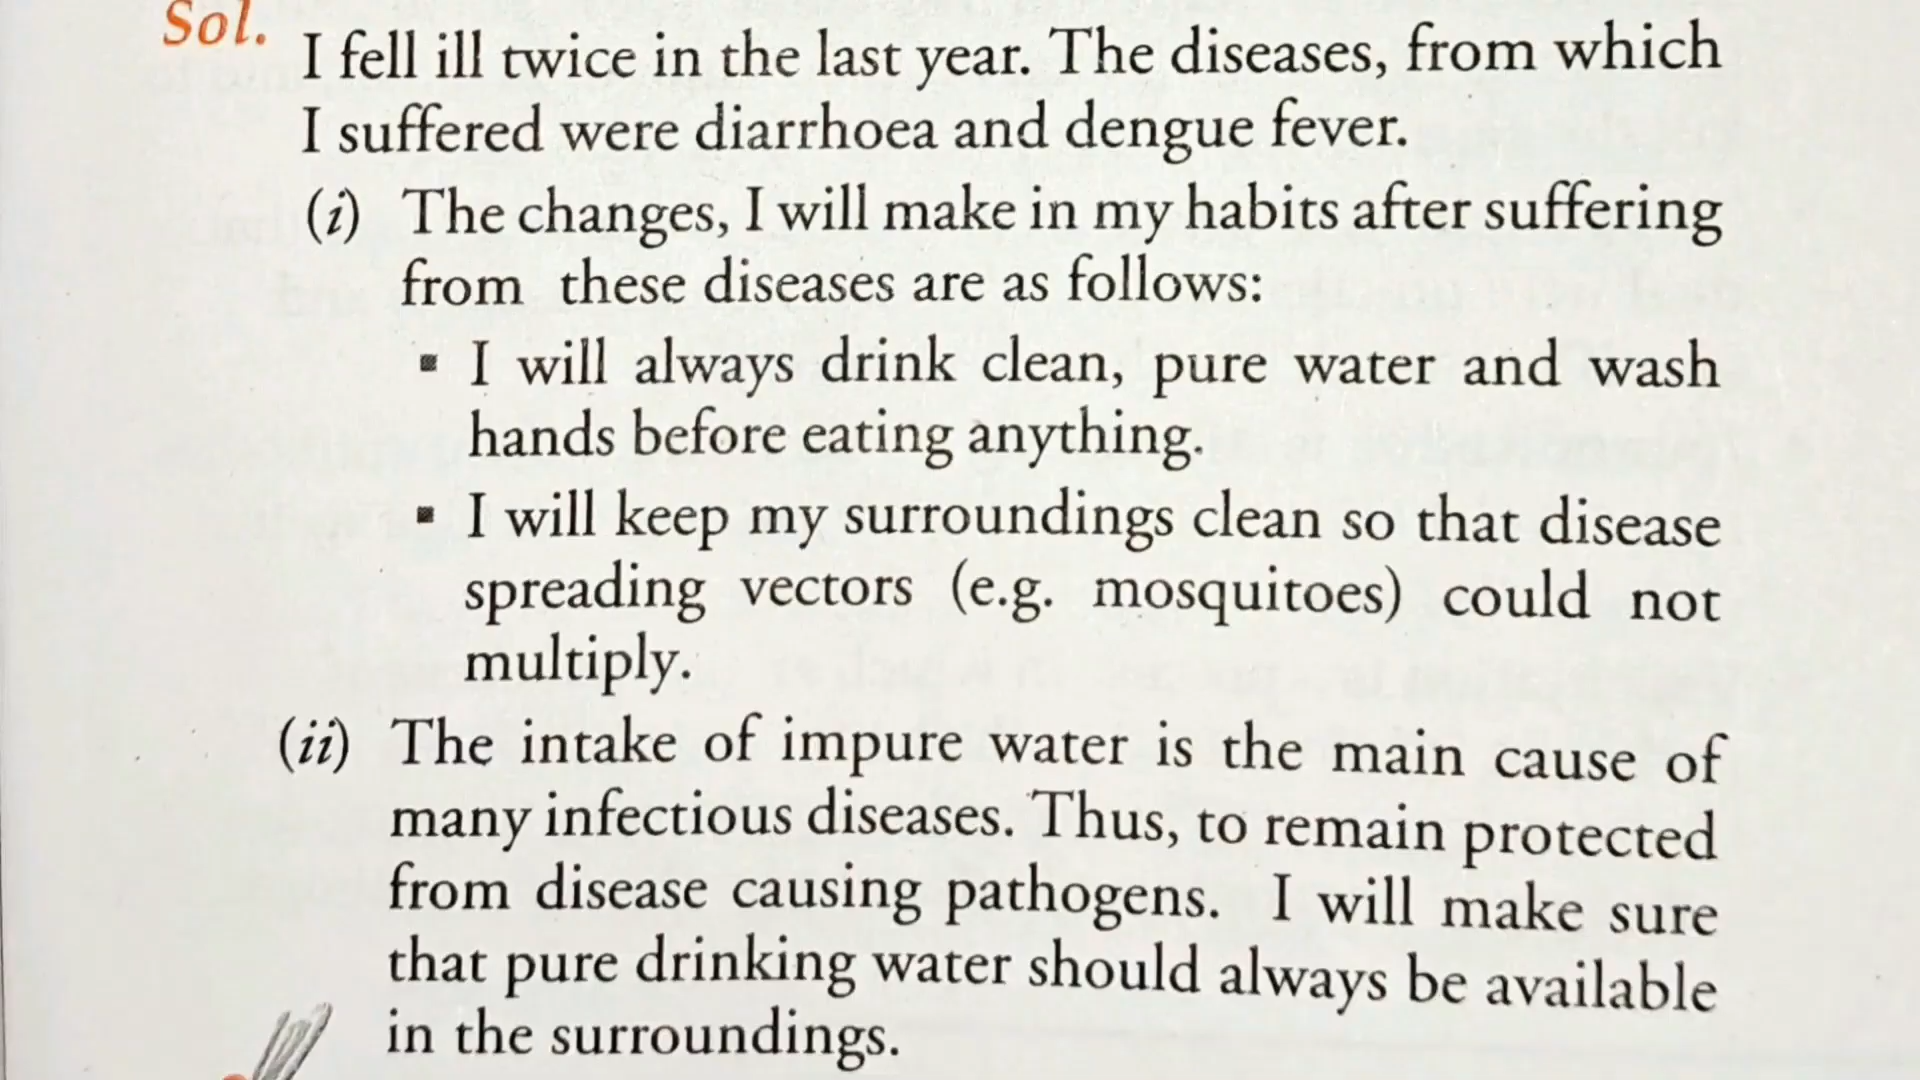 Sol.
I fell ill twice in the last year. The diseases, from which
I suffered were diarrhoea and dengue fever.
(i) The changes, I will make in my habits after suffering
from these diseases are as follows:
▪ I will always drink clean, pure water and wash
hands before eating anything.
▪ I will keep my surroundings clean so that disease
spreading vectors (e.g. mosquitoes) could not
multiply.
(ii) The intake of impure water is the main cause of
many infectious diseases. Thus, to remain protected
from disease causing pathogens. I will make sure
that pure drinking water should always be available
in the surroundings.